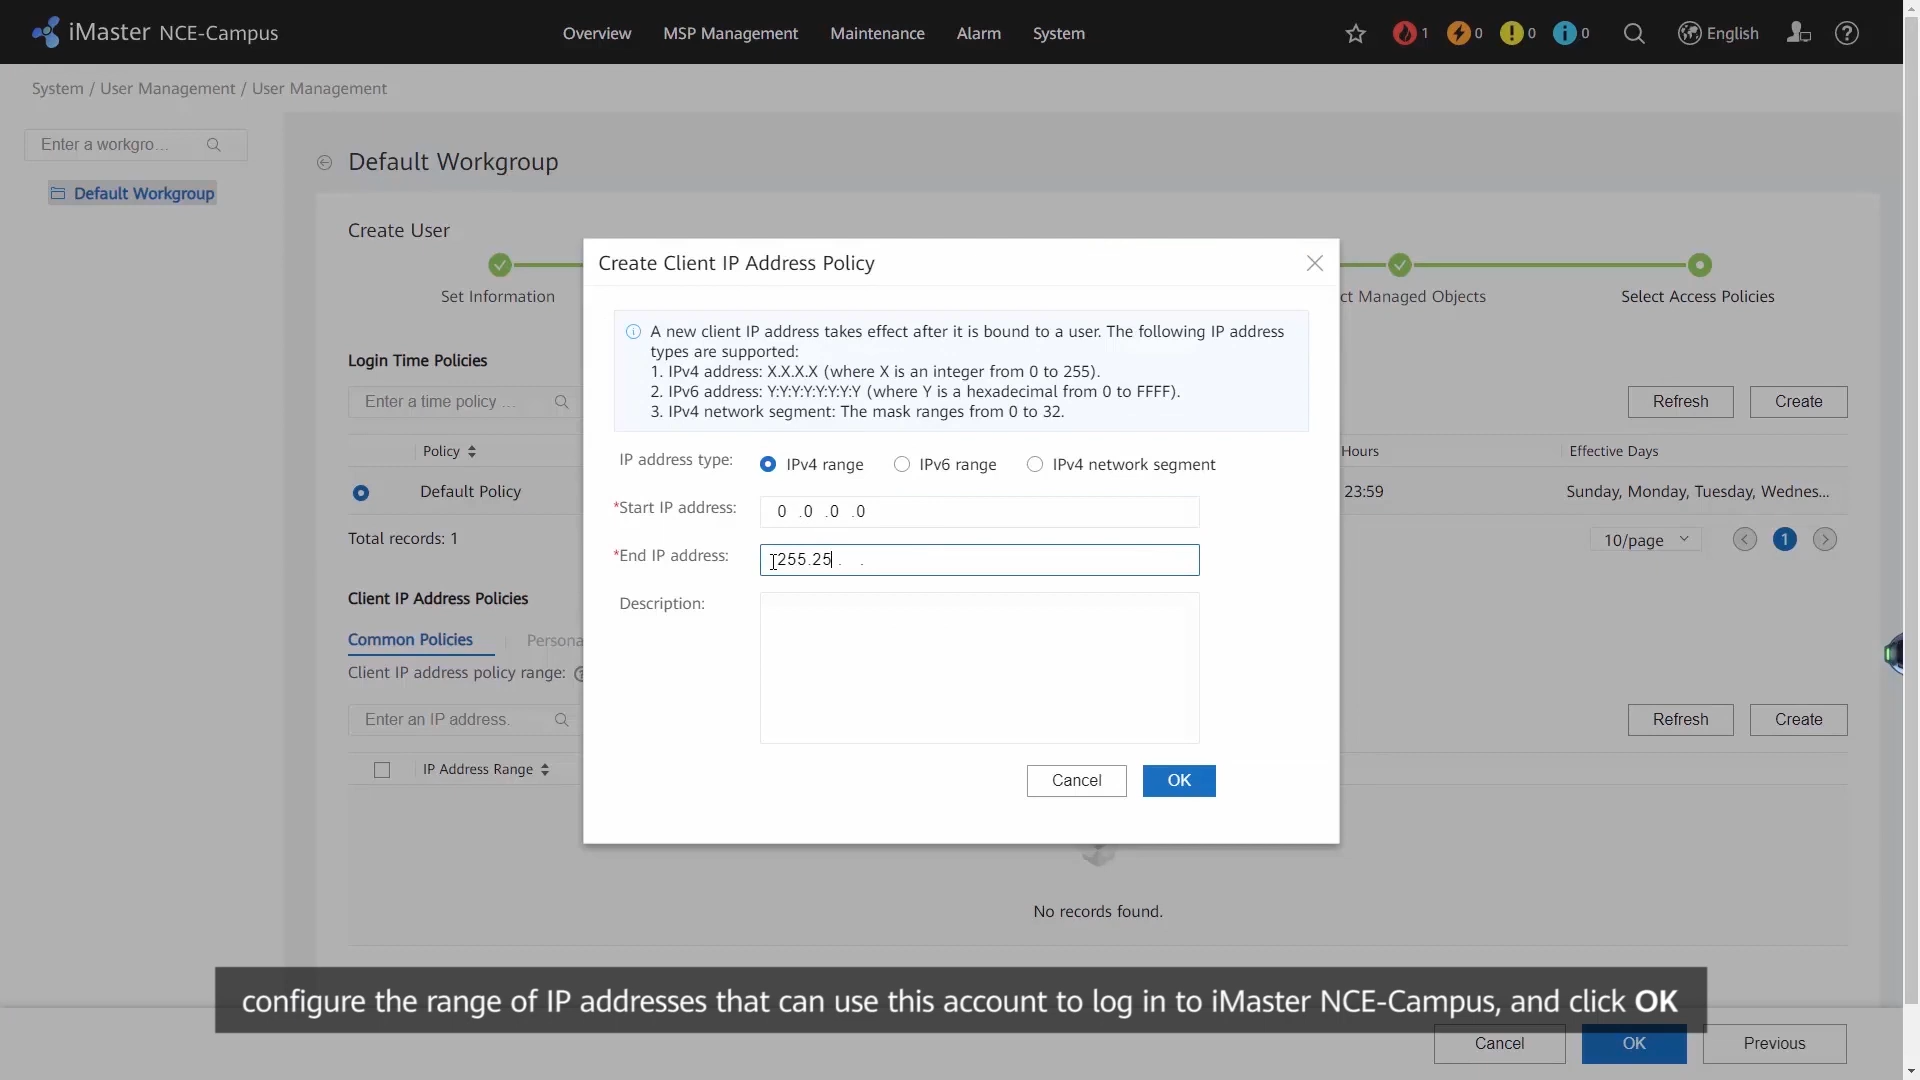 iMaster NCE-Campus
Overview MSP Management Maintenance Alarm System
1 0 0 0 English
System / User Management / User Management
Enter a workgro...
Default Workgroup
Default Workgroup
Create User
Set Information
ct Managed Objects
Select Access Policies
Login Time Policies
Enter a time policy ...
Refresh Create
Policy
Hours
Effective Days
Default Policy
23:59
Sunday, Monday, Tuesday, Wednes...
Total records: 1
10/page
1
Client IP Address Policies
Common Policies
Persona
Client IP address policy range:
Enter an IP address.
Refresh Create
IP Address Range
No records found.
Create Client IP Address Policy
A new client IP address takes effect after it is bound to a user. The following IP address
types are supported:
1. IPv4 address: X.X.X.X (where X is an integer from 0 to 255).
2. IPv6 address: Y:Y:Y:Y:Y:Y:Y:Y (where Y is a hexadecimal from 0 to FFFF).
3. IPv4 network segment: The mask ranges from 0 to 32.
IP address type: IPv4 range IPv6 range IPv4 network segment
*Start IP address: 0 .0 .0 .0
*End IP address: 255.25 . .
Description:
Cancel OK
configure the range of IP addresses that can use this account to log in to iMaster NCE-Campus, and click OK
Cancel OK Previous